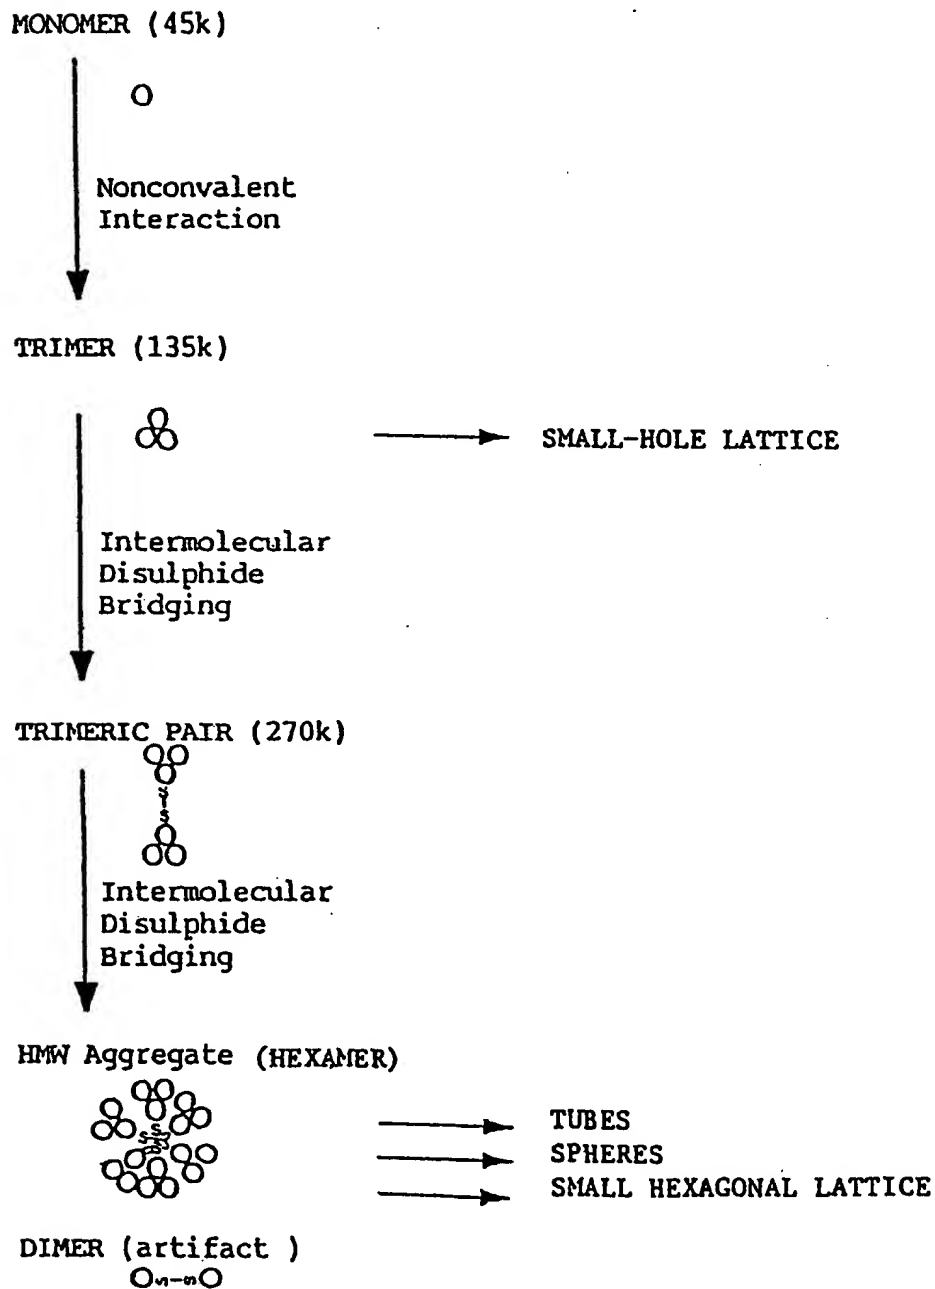 MONOMER (45k)
Nonconvalent
Interaction
TRIMER (135k)
SMALL-HOLE LATTICE
Intermolecular
Disulphide
Bridging
TRIMERIC PAIR (270k)
S
S
Intermolecular
Disulphide
Bridging
HMW Aggregate (HEXAMER)
TUBES
SPHERES
SMALL HEXAGONAL LATTICE
DIMER (artifact )
S-S